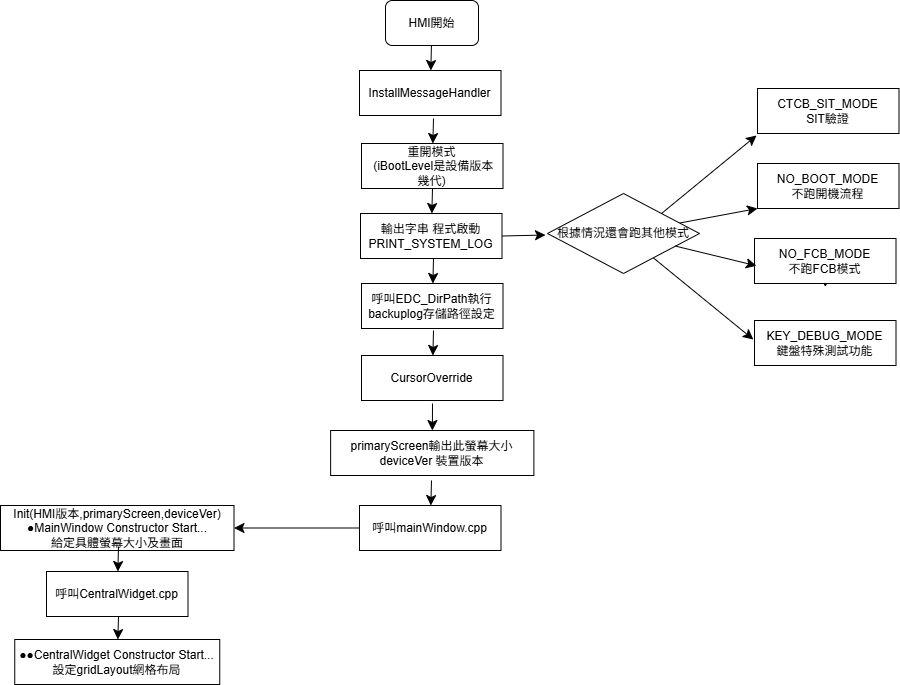 HMI開始
InstallMessageHandler
重開模式
(iBootLevel是設備版本
幾代)
輸出字串 程式啟動
PRINT_SYSTEM_LOG
根據情況還會跑其他模式
CTCB_SIT_MODE
SIT驗證
NO_BOOT_MODE
不跑開機流程
NO_FCB_MODE
不跑FCB模式
KEY_DEBUG_MODE
鍵盤特殊測試功能
呼叫EDC_DirPath執行
backuplog存儲路徑設定
CursorOverride
primaryScreen輸出此螢幕大小
deviceVer 裝置版本
呼叫mainWindow.cpp
Init(HMI版本,primaryScreen,deviceVer)
●MainWindow Constructor Start...
給定具體螢幕大小及畫面
呼叫CentralWidget.cpp
●●CentralWidget Constructor Start...
設定gridLayout網格布局